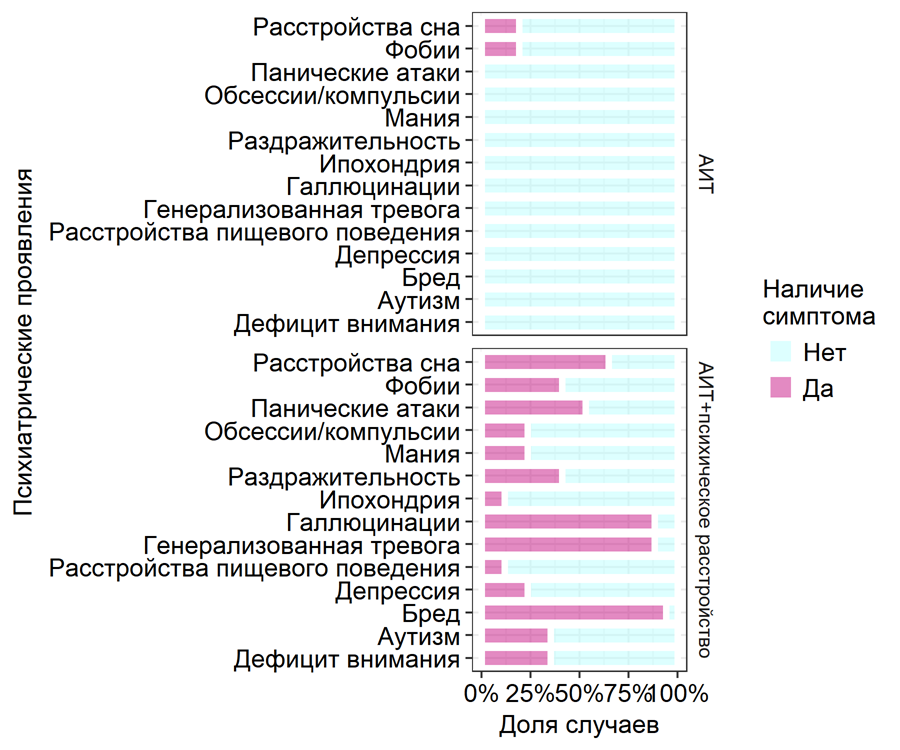 Психиатрические проявления
Расстройства сна
Фобии
Панические атаки
Обсессии/компульсии
Мания
Раздражительность
Ипохондрия
Галлюцинации
Генерализованная тревога
Расстройства пищевого поведения
Депрессия
Бред
Аутизм
Дефицит внимания
АИТ
Расстройства сна
Фобии
Панические атаки
Обсессии/компульсии
Мания
Раздражительность
Ипохондрия
Галлюцинации
Генерализованная тревога
Расстройства пищевого поведения
Депрессия
Бред
Аутизм
Дефицит внимания
АИТ+психическое расстройство
0% 25% 50% 75% 100%
Доля случаев
Наличие
симптома
Нет
Да